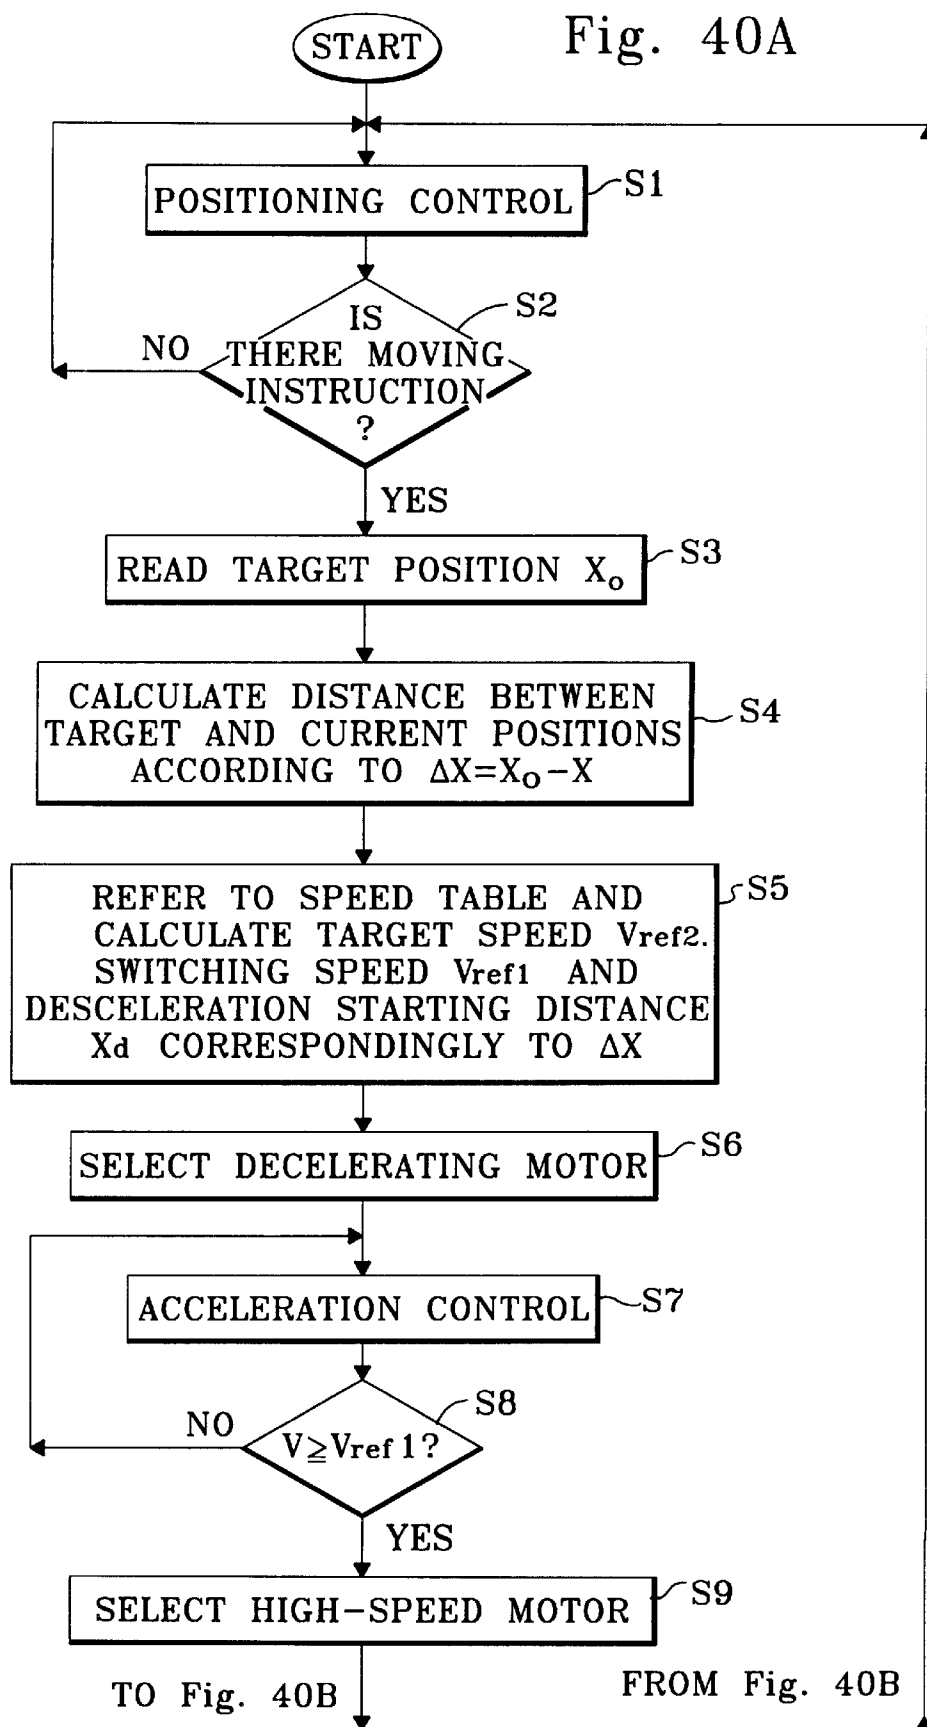 Fig. 40A
START
POSITIONING CONTROL
S1
IS
THERE MOVING
INSTRUCTION
?
S2
NO
YES
READ TARGET POSITION Xo
S3
CALCULATE DISTANCE BETWEEN
TARGET AND CURRENT POSITIONS
ACCORDING TO ΔX=Xo-X
S4
REFER TO SPEED TABLE AND
CALCULATE TARGET SPEED Vref2.
SWITCHING SPEED Vref1 AND
DESCELERATION STARTING DISTANCE
Xd CORRESPONDINGLY TO ΔX
S5
SELECT DECELERATING MOTOR
S6
ACCELERATION CONTROL
S7
V≧Vref1?
S8
NO
YES
SELECT HIGH-SPEED MOTOR
S9
TO Fig. 40B
FROM Fig. 40B